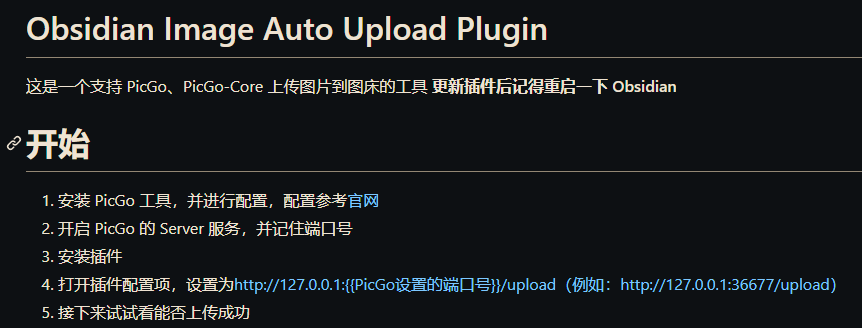 Obsidian Image Auto Upload Plugin
这是一个支持 PicGo、PicGo-Core 上传图片到图床的工具 更新插件后记得重启一下 Obsidian
开始
1. 安装 PicGo 工具，并进行配置，配置参考官网
2. 开启 PicGo 的 Server 服务，并记住端口号
3. 安装插件
4. 打开插件配置项，设置为http://127.0.0.1:{{PicGo设置的端口号}}/upload（例如：http://127.0.0.1:36677/upload）
5. 接下来试试看能否上传成功